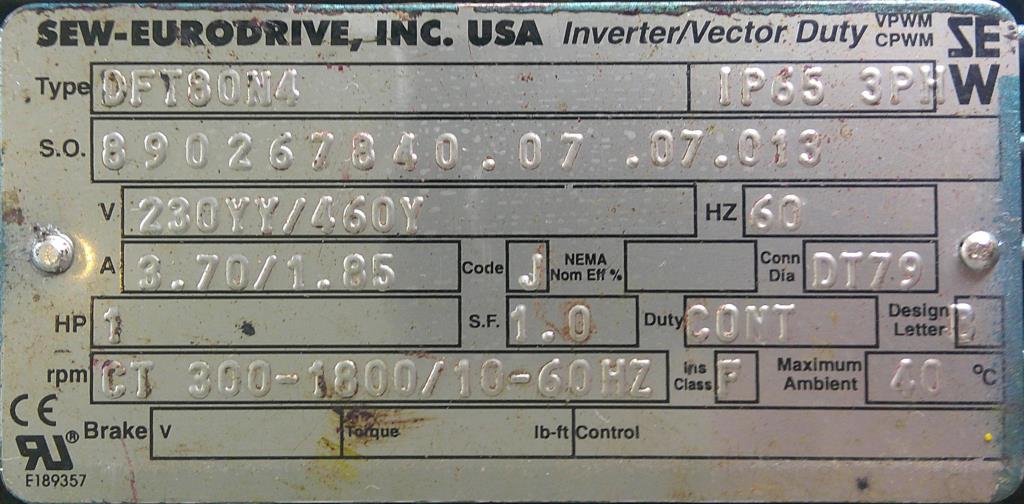 SEW-EURODRIVE, INC. USA Inverter/Vector Duty VPWM CPWM SEW
Type DFT80N4 IP65 3PH
S.O. 890267840.07 .07.013
V 230YY/460Y HZ 60
A 3.70/1.85 Code J NEMA Nom Eff % Conn Dia DT79
HP 1 S.F. 1.0 Duty CONT Design Letter B
rpm CT 300-1800/10-60HZ Ins Class F Maximum Ambient 40 °C
CE
Brake V Torque lb-ft Control
RU ®
E189357